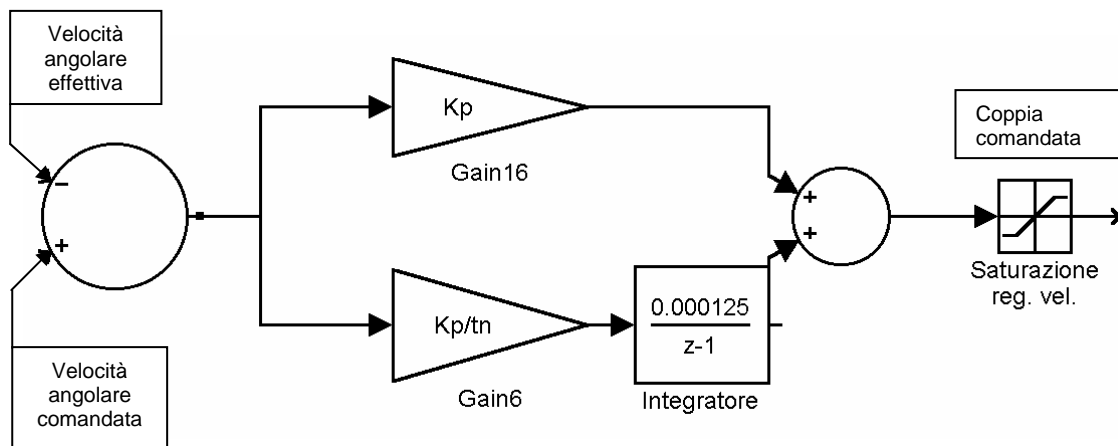 Velocità
angolare
effettiva
Kp
Gain16
Coppia
comandata
−
+
+
+
Saturazione
reg. vel.
Kp/tn
Gain6
0.000125
z-1
Integratore
Velocità
angolare
comandata